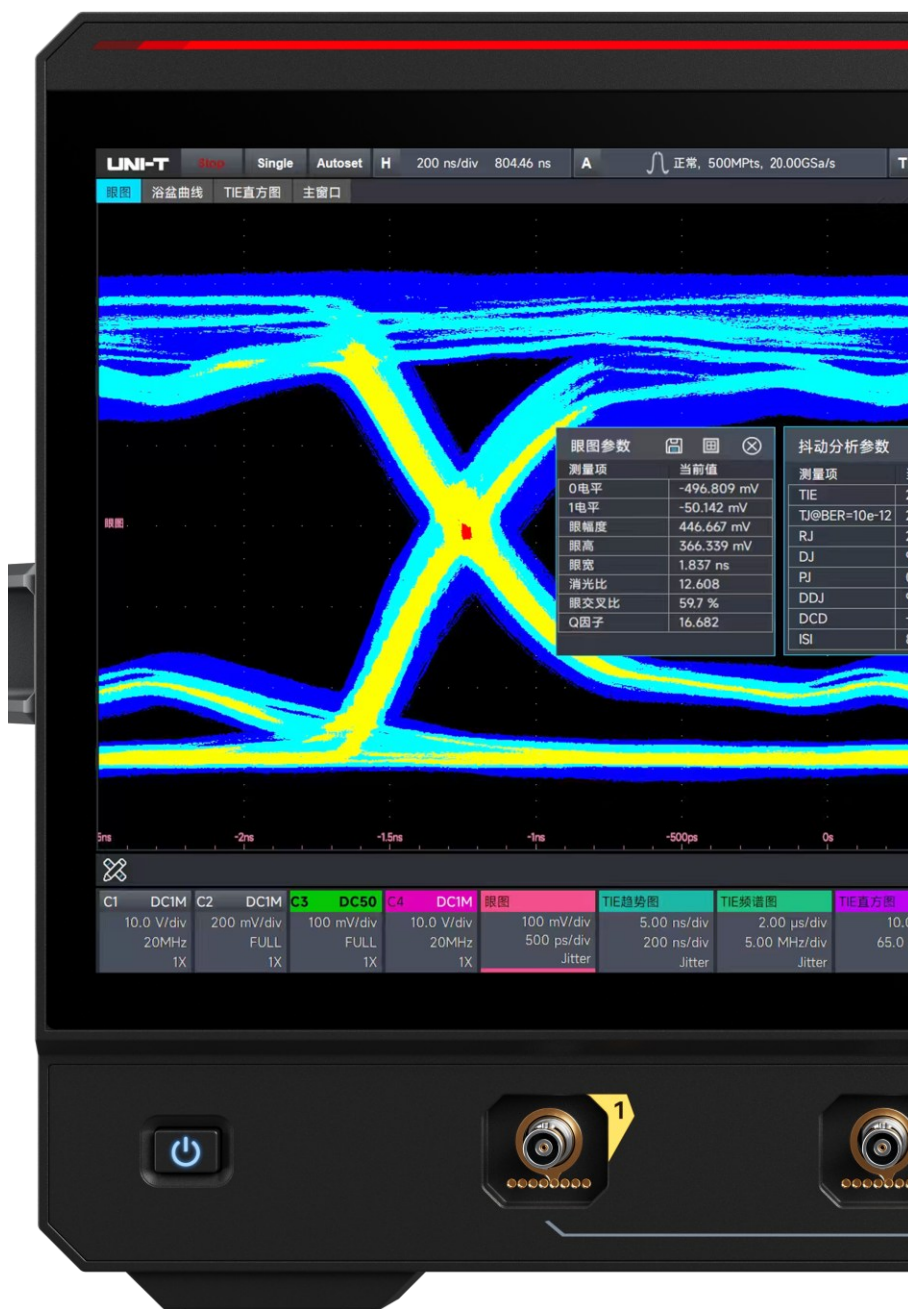 UNI-T Stop Single Autoset H 200 ns/div 804.46 ns A 正常, 500MPts, 20.00GSa/s T
眼图 浴盆曲线 TIE直方图 主窗口
眼图参数
测量项 当前值
0电平 -496.809 mV
1电平 -50.142 mV
眼幅度 446.667 mV
眼高 366.339 mV
眼宽 1.837 ns
消光比 12.608
眼交叉比 59.7 %
Q因子 16.682
抖动分析参数
测量项
TIE
TJ@BER=10e-12
RJ
DJ
PJ
DDJ
DCD
ISI
眼图
5ns -2ns -1.5ns -1ns -500ps 0s
C1 DC1M C2 DC1M C3 DC50 C4 DC1M 眼图 TIE趋势图 TIE频谱图 TIE直方图
10.0 V/div 200 mV/div 100 mV/div 10.0 V/div 100 mV/div 5.00 ns/div 2.00 µs/div 10.0
20MHz FULL FULL 20MHz 500 ps/div 200 ns/div 5.00 MHz/div 65.0
1X 1X 1X 1X Jitter Jitter Jitter
1